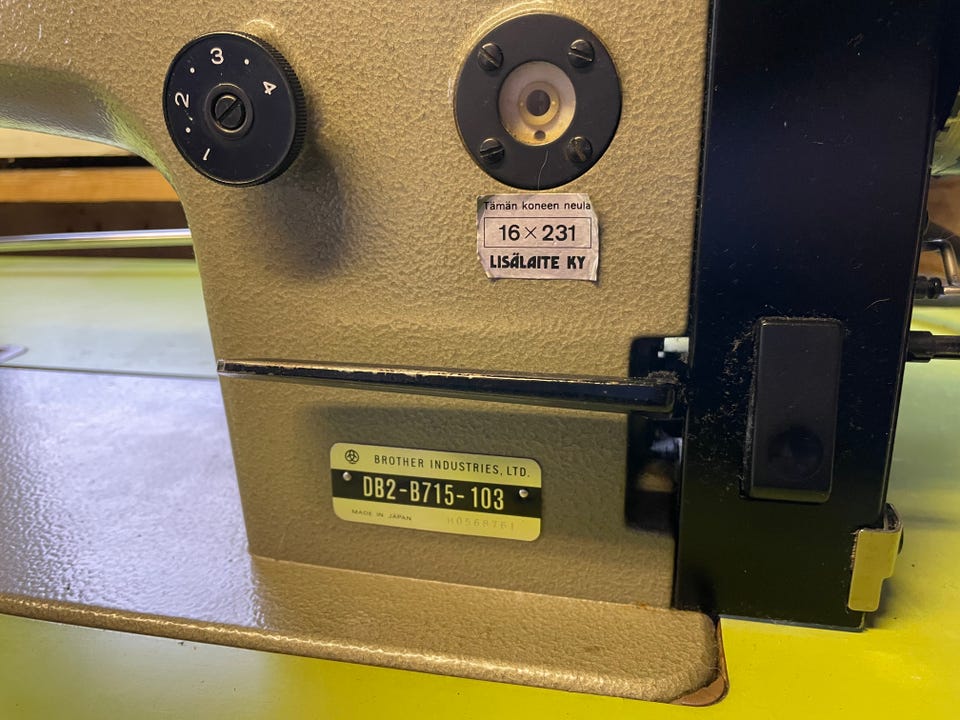 1 2 3 4
Tämän koneen neula
16×231
LISÄLAITE KY
BROTHER INDUSTRIES, LTD.
DB2-B715-103
MADE IN JAPAN